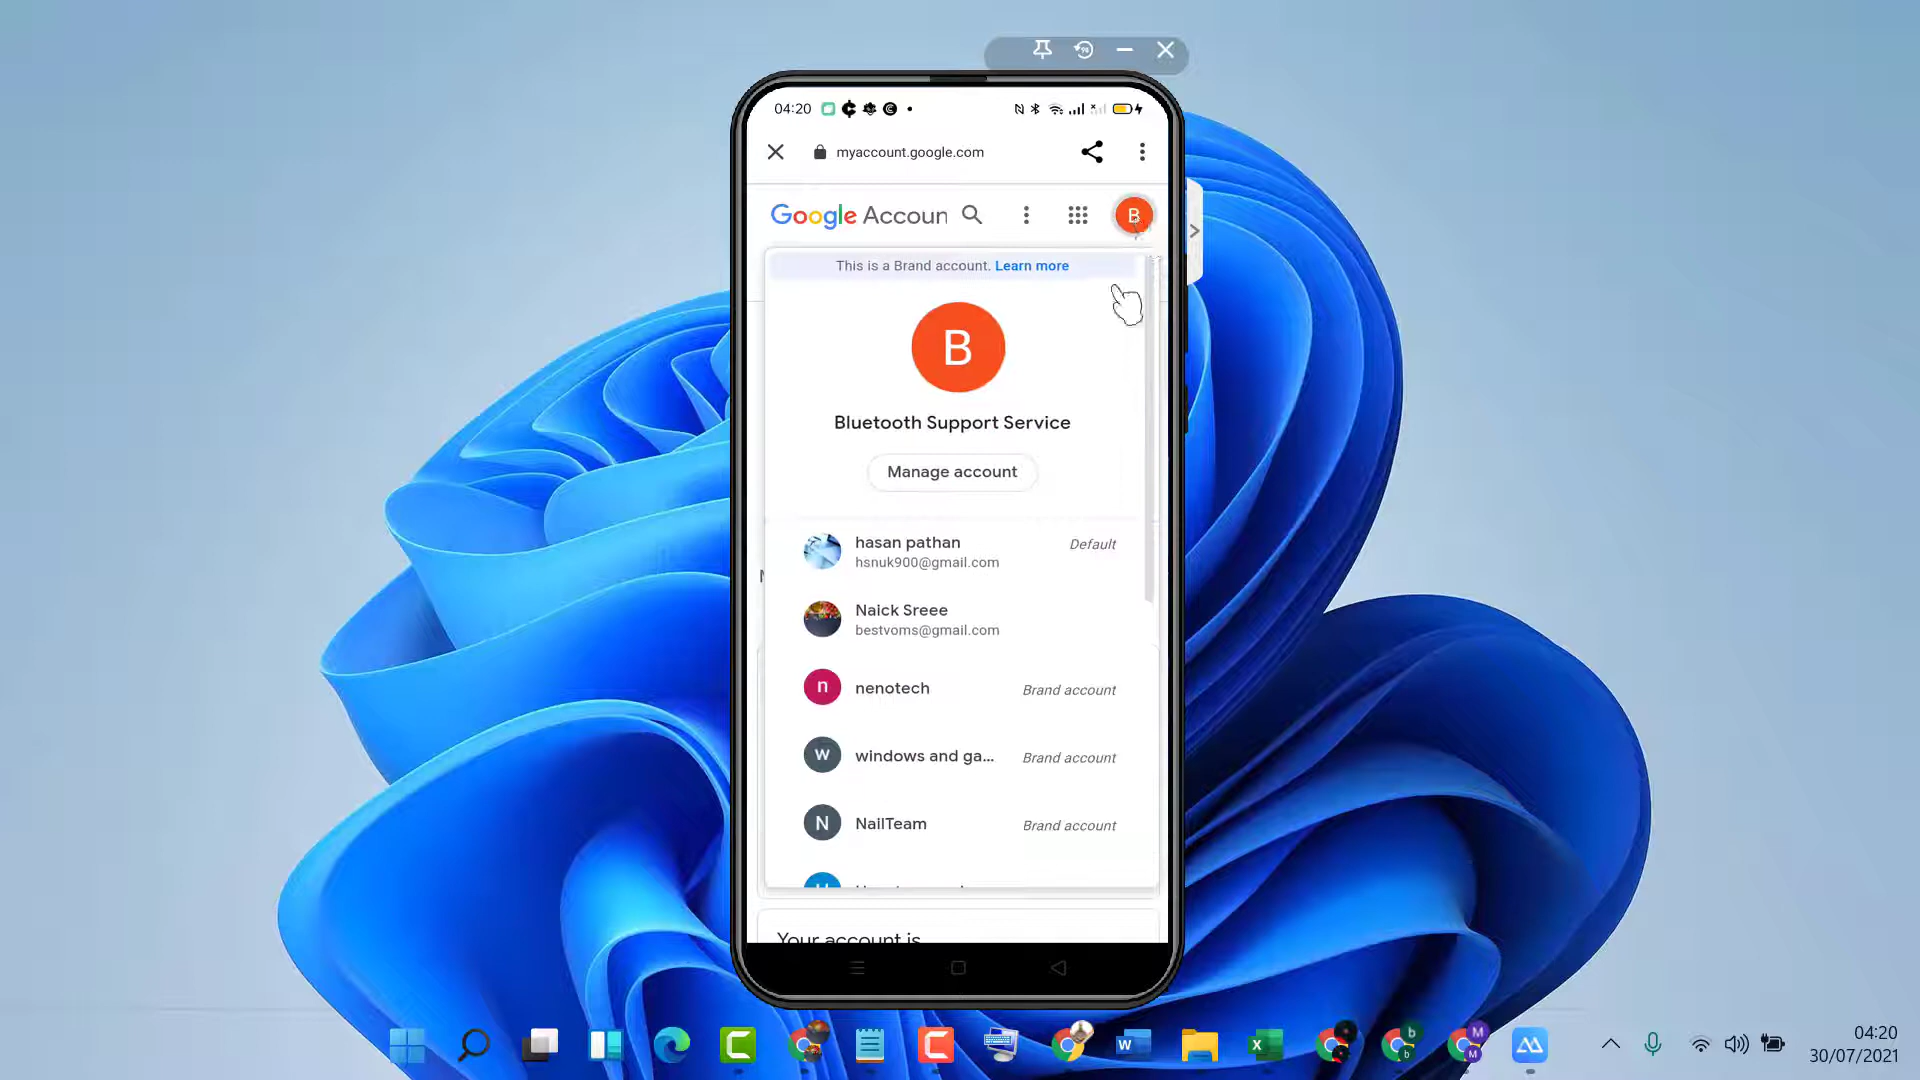 04:20
myaccount.google.com
Google Accoun
B
This is a Brand account. Learn more
B
Bluetooth Support Service
Manage account
hasan pathan
Default
hsnuk900@gmail.com
Naick Sreee
bestvoms@gmail.com
n
nenotech
Brand account
w
windows and ga...
Brand account
N
NailTeam
Brand account
Your account is
04:20
30/07/2021